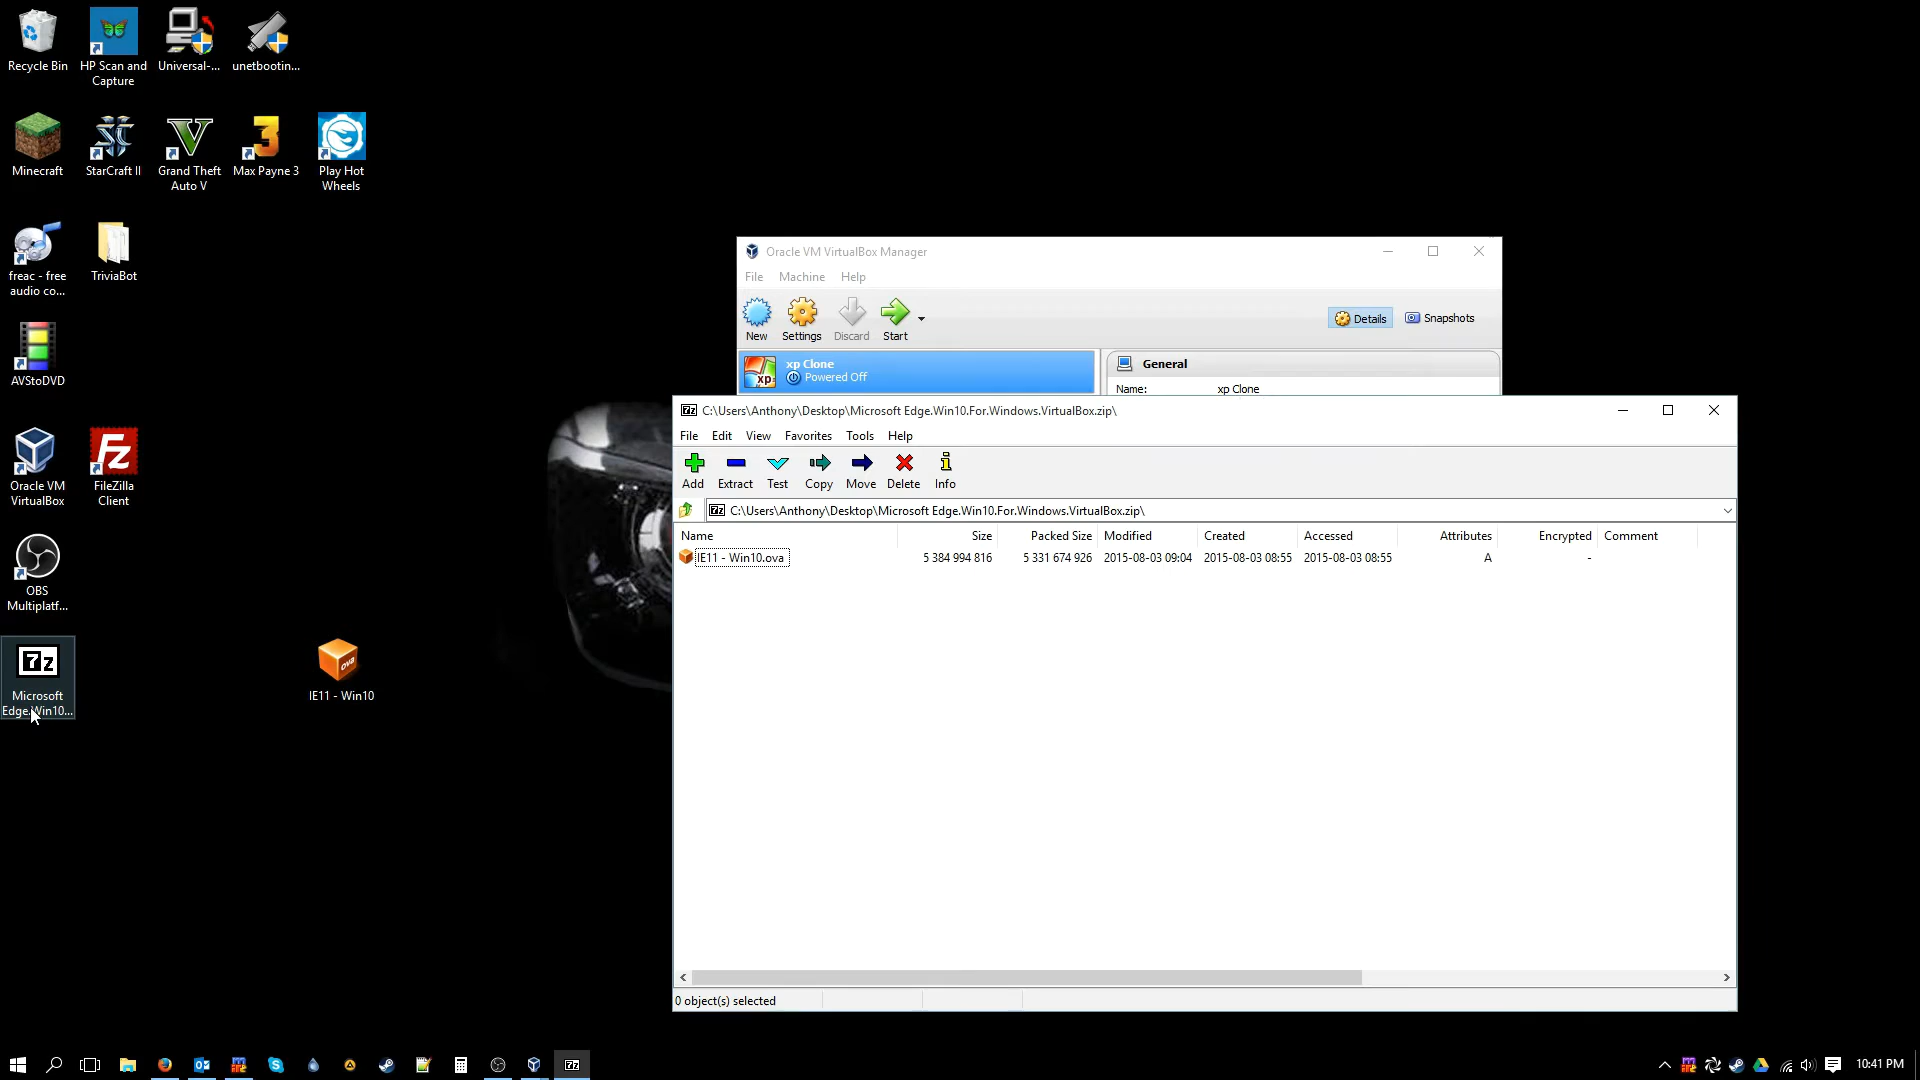 Recycle Bin
HP Scan and
Capture
Universal-...
unetbootin...
Minecraft
StarCraft II
Grand Theft
Auto V
Max Payne 3
Play Hot
Wheels
freac - free
audio co...
TriviaBot
AVStoDVD
Oracle VM
VirtualBox
FileZilla
Client
OBS
Multiplatf...
Microsoft
Edge.Win10...
IE11 - Win10
Oracle VM VirtualBox Manager
File Machine Help
New Settings Discard Start
Details Snapshots
xp Clone
Powered Off
General
Name: xp Clone
C:\Users\Anthony\Desktop\Microsoft Edge.Win10.For.Windows.VirtualBox.zip\
File Edit View Favorites Tools Help
Add Extract Test Copy Move Delete Info
C:\Users\Anthony\Desktop\Microsoft Edge.Win10.For.Windows.VirtualBox.zip\
Name Size Packed Size Modified Created Accessed Attributes Encrypted Comment
IE11 - Win10.ova 5 384 994 816 5 331 674 926 2015-08-03 09:04 2015-08-03 08:55 2015-08-03 08:55 A -
0 object(s) selected
10:41 PM